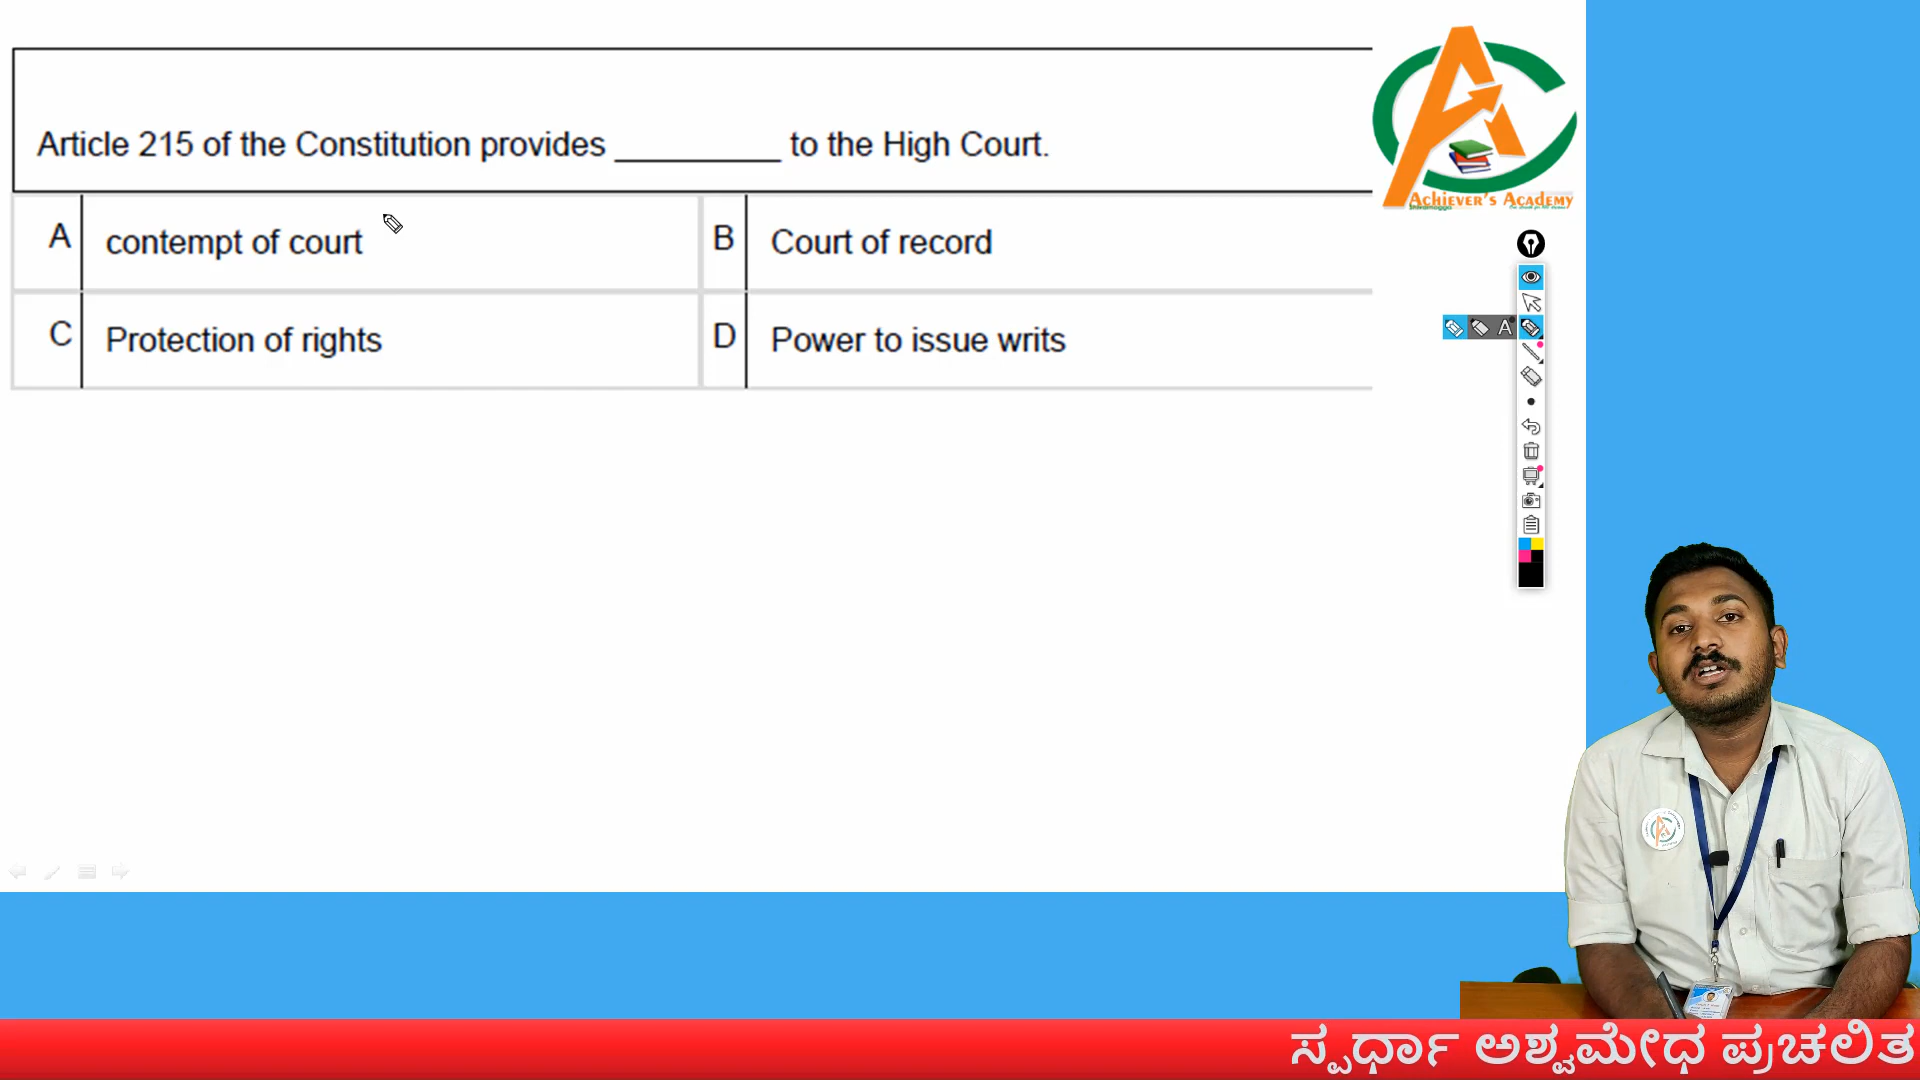 Article 215 of the Constitution provides _________ to the High Court.
A contempt of court B Court of record
C Protection of rights D Power to issue writs
ACHIEVER'S ACADEMY
A
ಸ್ಪರ್ಧಾ ಅಶ್ವಮೇಧ ಪ್ರಚಲಿತ